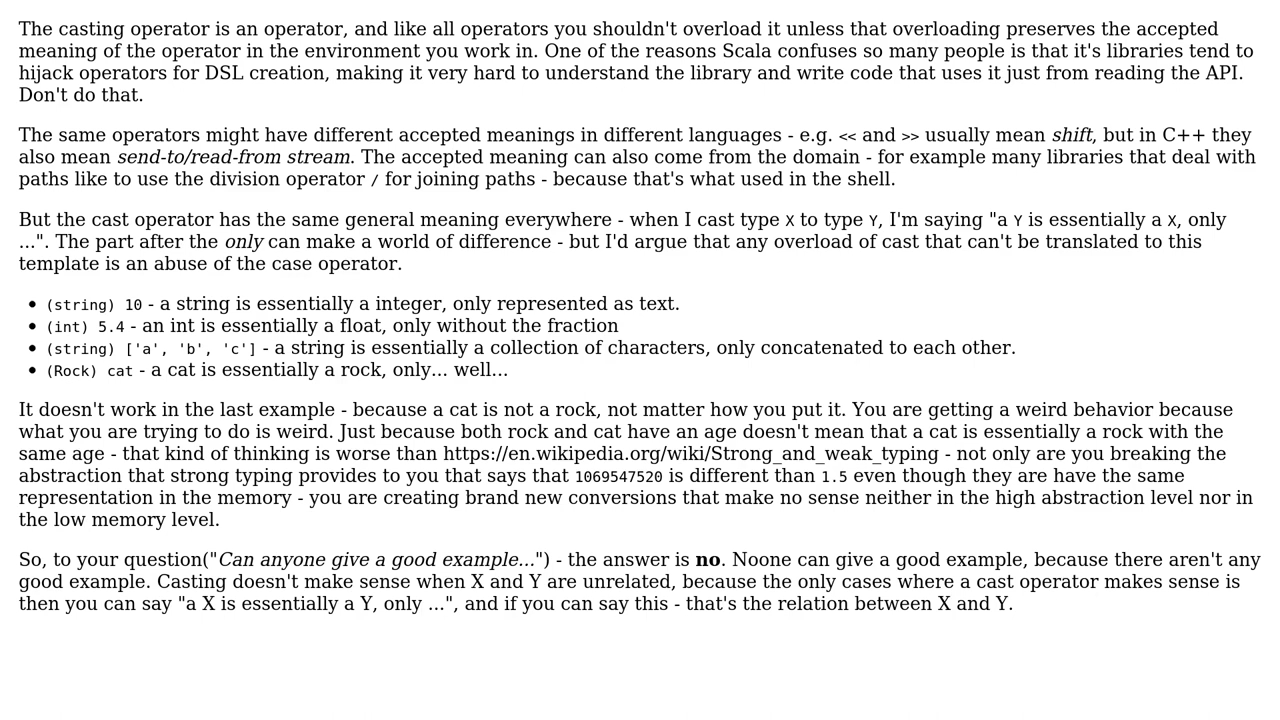 The casting operator is an operator, and like all operators you shouldn't overload it unless that overloading preserves the accepted
meaning of the operator in the environment you work in. One of the reasons Scala confuses so many people is that it's libraries tend to
hijack operators for DSL creation, making it very hard to understand the library and write code that uses it just from reading the API.
Don't do that.
The same operators might have different accepted meanings in different languages - e.g. << and >> usually mean shift, but in C++ they
also mean send-to/read-from stream. The accepted meaning can also come from the domain - for example many libraries that deal with
paths like to use the division operator / for joining paths - because that's what used in the shell.
But the cast operator has the same general meaning everywhere - when I cast type X to type Y, I'm saying "a Y is essentially a X, only
...". The part after the only can make a world of difference - but I'd argue that any overload of cast that can't be translated to this
template is an abuse of the case operator.
• (string) 10 - a string is essentially a integer, only represented as text.
• (int) 5.4 - an int is essentially a float, only without the fraction
• (string) ['a', 'b', 'c'] - a string is essentially a collection of characters, only concatenated to each other.
• (Rock) cat - a cat is essentially a rock, only... well...
It doesn't work in the last example - because a cat is not a rock, not matter how you put it. You are getting a weird behavior because
what you are trying to do is weird. Just because both rock and cat have an age doesn't mean that a cat is essentially a rock with the
same age - that kind of thinking is worse than https://en.wikipedia.org/wiki/Strong_and_weak_typing - not only are you breaking the
abstraction that strong typing provides to you that says that 1069547520 is different than 1.5 even though they are have the same
representation in the memory - you are creating brand new conversions that make no sense neither in the high abstraction level nor in
the low memory level.
So, to your question("Can anyone give a good example...") - the answer is no. Noone can give a good example, because there aren't any
good example. Casting doesn't make sense when X and Y are unrelated, because the only cases where a cast operator makes sense is
then you can say "a X is essentially a Y, only ...", and if you can say this - that's the relation between X and Y.